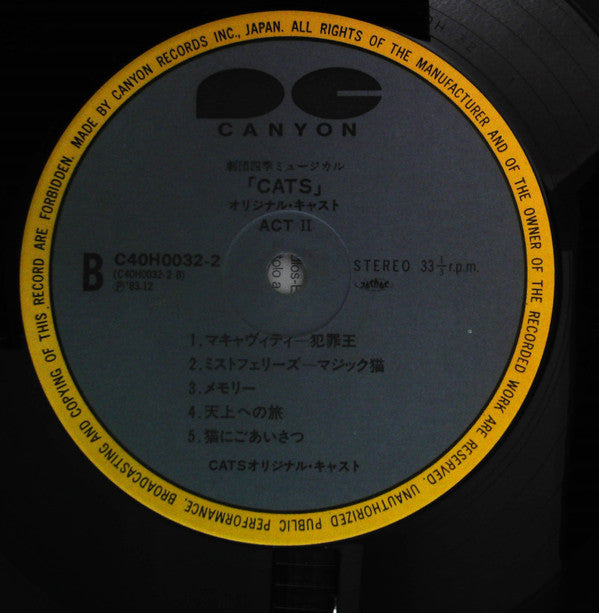 MADE BY CANYON RECORDS INC., JAPAN. ALL RIGHTS OF THE MANUFACTURER AND OF THE OWNER OF THE RECORDED WORK ARE RESERVED. UNAUTHORIZED PUBLIC PERFORMANCE, BROADCASTING AND COPYING OF THIS RECORD ARE FORBIDDEN.
CANYON
劇団四季ミュージカル
「CATS」
オリジナル・キャスト
ACT II
B
C40H0032-2
(C40H0032-2 B)
Ⓟ'83.12
STEREO 33 1/3 r.p.m.
1.マキャヴィティー犯罪王
2.ミストフェリーズ—マジック猫
3.メモリー
4.天上への旅
5.猫にごあいさつ
CATSオリジナル・キャスト